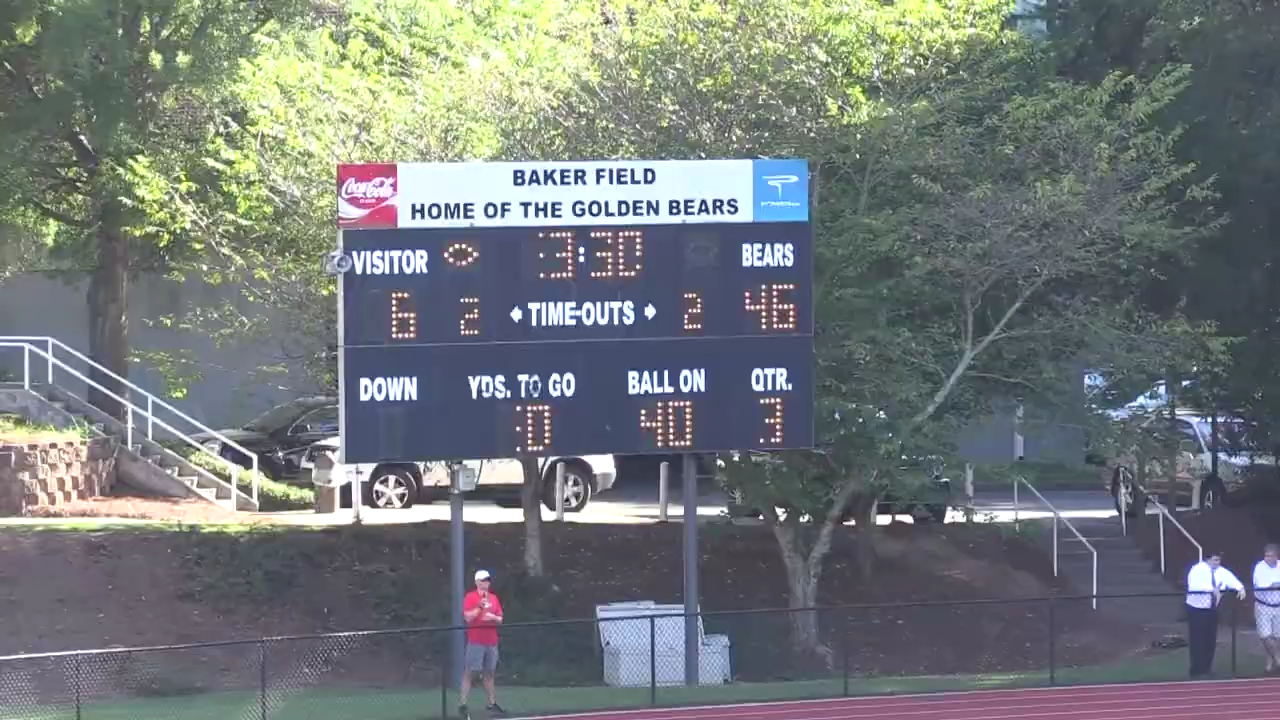 Coca-Cola
BAKER FIELD
HOME OF THE GOLDEN BEARS
VISITOR 3:30 BEARS
6 2 TIME-OUTS 2 46
DOWN YDS. TO GO BALL ON QTR.
0 40 3